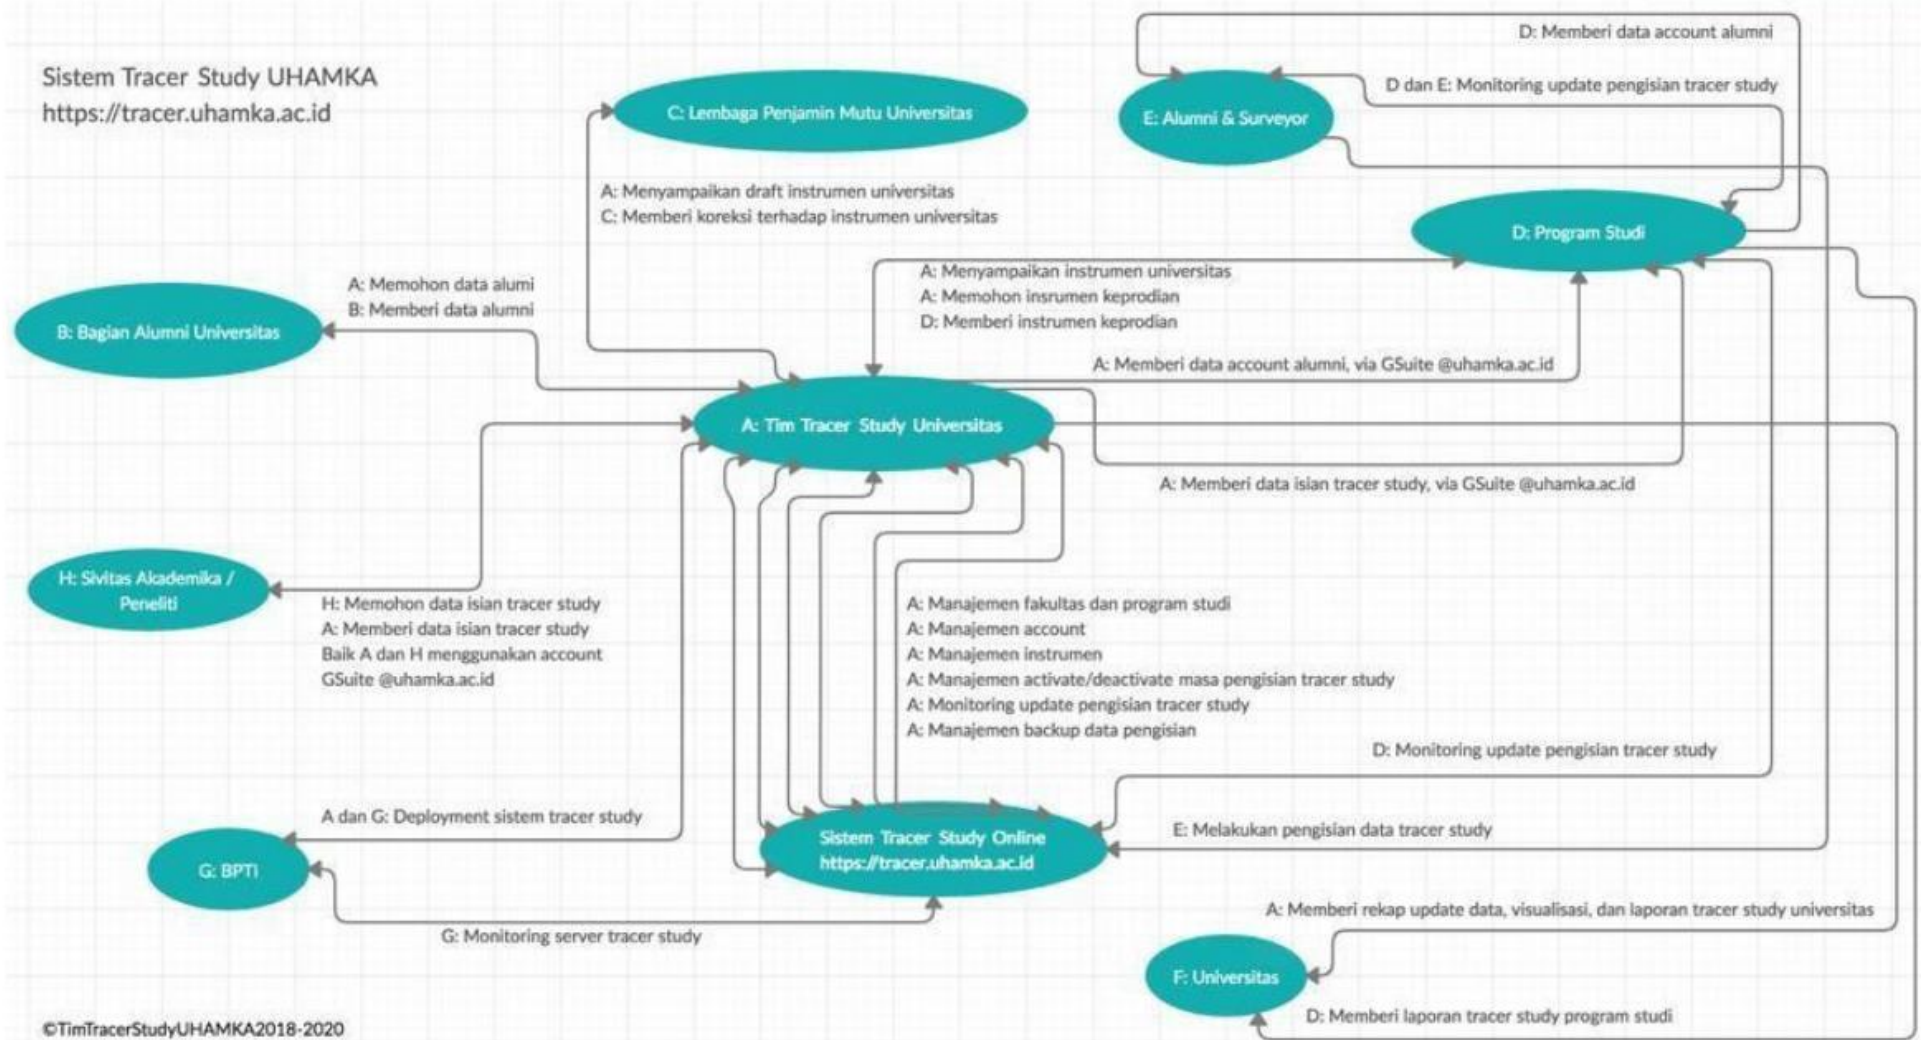 Sistem Tracer Study UHAMKA
https://tracer.uhamka.ac.id
D: Memberi data account alumni
D dan E: Monitoring update pengisian tracer study
C: Lembaga Penjamin Mutu Universitas
E: Alumni & Surveyor
A: Menyampaikan draft instrumen universitas
C: Memberi koreksi terhadap instrumen universitas
D: Program Studi
A: Memohon data alumi
B: Memberi data alumni
B: Bagian Alumni Universitas
A: Menyampaikan instrumen universitas
A: Memohon insrumen keprodian
D: Memberi instrumen keprodian
A: Memberi data account alumni, via GSuite @uhamka.ac.id
A: Tim Tracer Study Universitas
A: Memberi data isian tracer study, via GSuite @uhamka.ac.id
H: Sivitas Akademika /
Peneliti
H: Memohon data isian tracer study
A: Memberi data isian tracer study
Baik A dan H menggunakan account
GSuite @uhamka.ac.id
A: Manajemen fakultas dan program studi
A: Manajemen account
A: Manajemen instrumen
A: Manajemen activate/deactivate masa pengisian tracer study
A: Monitoring update pengisian tracer study
A: Manajemen backup data pengisian
D: Monitoring update pengisian tracer study
A dan G: Deployment sistem tracer study
Sistem Tracer Study Online
https://tracer.uhamka.ac.id
E: Melakukan pengisian data tracer study
G: BPTI
G: Monitoring server tracer study
A: Memberi rekap update data, visualisasi, dan laporan tracer study universitas
F: Universitas
D: Memberi laporan tracer study program studi
©TimTracerStudyUHAMKA2018-2020